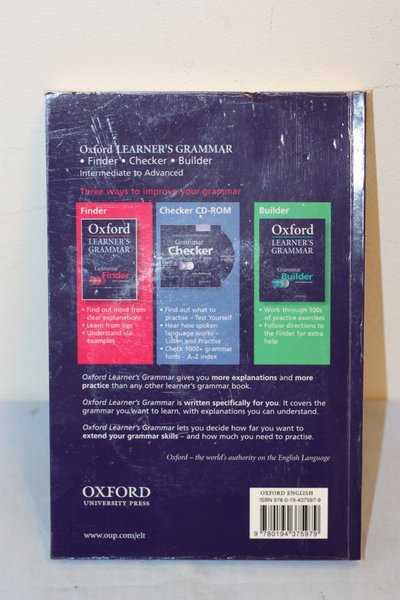 Oxford LEARNER'S GRAMMAR
• Finder • Checker • Builder
Intermediate to Advanced
Three ways to improve your grammar
Finder
Oxford
LEARNER'S
GRAMMAR
Grammar
Finder
• Find out more from
clear explanations
• Learn from tips
• Understand via
examples
Checker CD-ROM
Grammar
Checker
• Find out what to
practise – Test Yourself
• Hear how spoken
language works –
Listen and Practise
• Check 1000+ grammar
hints – A–Z index
+
Builder
Oxford
LEARNER'S
GRAMMAR
Grammar
Builder
• Work through 100s
of practice exercises
• Follow directions to
the Finder for extra
help
Oxford Learner's Grammar gives you more explanations and more
practice than any other learner's grammar book.
Oxford Learner's Grammar is written specifically for you. It covers the
grammar you want to learn, with explanations you can understand.
Oxford Learner's Grammar lets you decide how far you want to
extend your grammar skills – and how much you need to practise.
Oxford – the world's authority on the English Language
OXFORD
UNIVERSITY PRESS
www.oup.com/elt
OXFORD ENGLISH
ISBN 978-0-19-437597-9
9 780194 375979